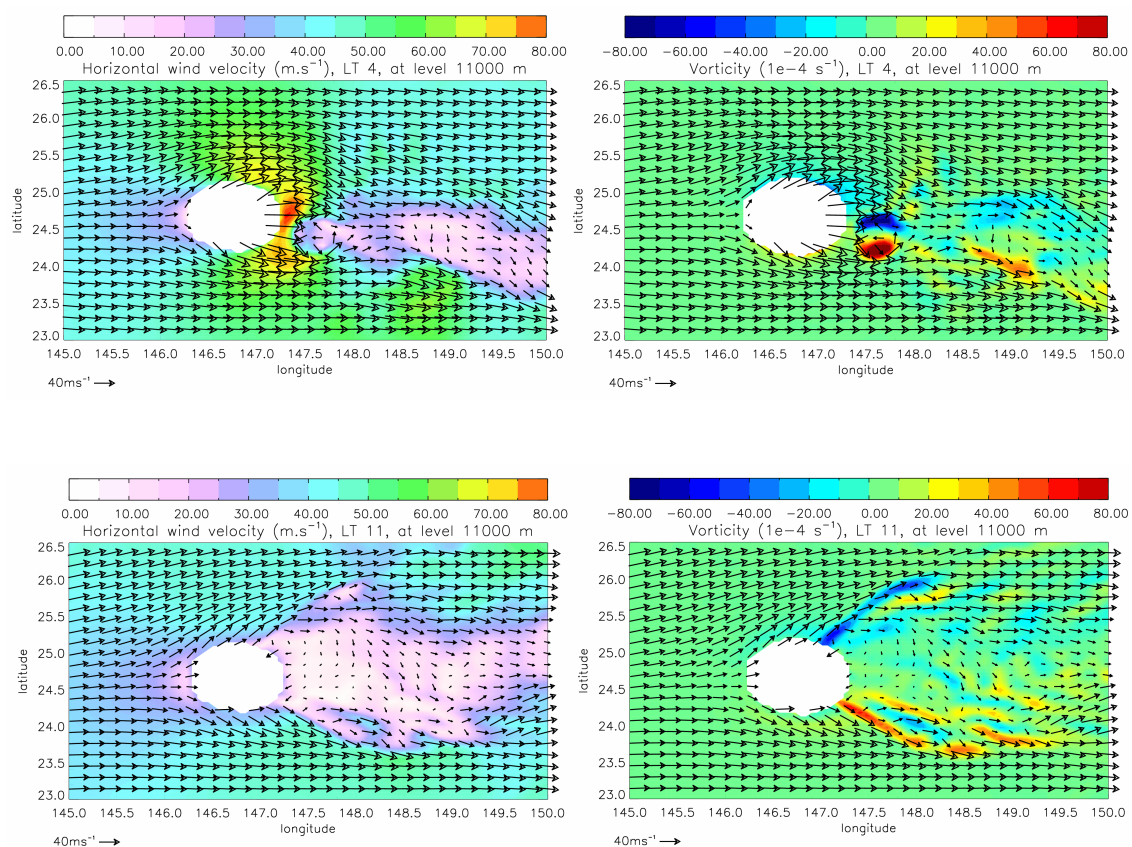 0.00 10.00 20.00 30.00 40.00 50.00 60.00 70.00 80.00
Horizontal wind velocity (m.s⁻¹), LT 4, at level 11000 m
26.5
26.0
25.5
25.0
24.5
24.0
23.5
23.0
latitude
145.0 145.5 146.0 146.5 147.0 147.5 148.0 148.5 149.0 149.5 150.0
longitude
40ms⁻¹
−80.00 −60.00 −40.00 −20.00 0.00 20.00 40.00 60.00 80.00
Vorticity (1e−4 s⁻¹), LT 4, at level 11000 m
26.5
26.0
25.5
25.0
24.5
24.0
23.5
23.0
latitude
145.0 145.5 146.0 146.5 147.0 147.5 148.0 148.5 149.0 149.5 150.0
longitude
40ms⁻¹
0.00 10.00 20.00 30.00 40.00 50.00 60.00 70.00 80.00
Horizontal wind velocity (m.s⁻¹), LT 11, at level 11000 m
26.5
26.0
25.5
25.0
24.5
24.0
23.5
23.0
latitude
145.0 145.5 146.0 146.5 147.0 147.5 148.0 148.5 149.0 149.5 150.0
longitude
40ms⁻¹
−80.00 −60.00 −40.00 −20.00 0.00 20.00 40.00 60.00 80.00
Vorticity (1e−4 s⁻¹), LT 11, at level 11000 m
26.5
26.0
25.5
25.0
24.5
24.0
23.5
23.0
latitude
145.0 145.5 146.0 146.5 147.0 147.5 148.0 148.5 149.0 149.5 150.0
longitude
40ms⁻¹